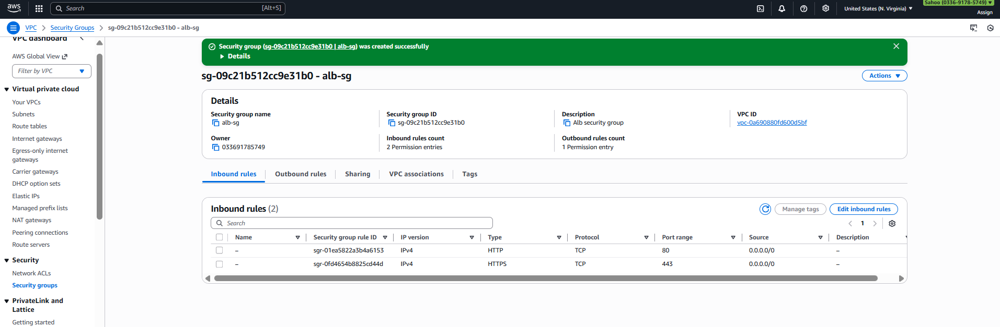 aws
Search [Alt+S]
United States (N. Virginia)
Sahoo (0336-9178-5749)
Assign
VPC > Security Groups > sg-09c21b512cc9e31b0 - alb-sg
VPC dashboard
AWS Global View
Filter by VPC
Virtual private cloud
Your VPCs
Subnets
Route tables
Internet gateways
Egress-only internet
gateways
Carrier gateways
DHCP option sets
Elastic IPs
Managed prefix lists
NAT gateways
Peering connections
Route servers
Security
Network ACLs
Security groups
PrivateLink and
Lattice
Getting started
Security group (sg-09c21b512cc9e31b0 | alb-sg) was created successfully
Details
sg-09c21b512cc9e31b0 - alb-sg
Actions
Details
Security group name
alb-sg
Security group ID
sg-09c21b512cc9e31b0
Description
Alb security group
VPC ID
vpc-0a690880fd600d5bf
Owner
033691785749
Inbound rules count
2 Permission entries
Outbound rules count
1 Permission entry
Inbound rules Outbound rules Sharing VPC associations Tags
Inbound rules (2)
Manage tags
Edit inbound rules
Search
1
Name Security group rule ID IP version Type Protocol Port range Source Description
– sgr-01ea5822a3b4a6153 IPv4 HTTP TCP 80 0.0.0.0/0 –
– sgr-0fd4654b8825cd44d IPv4 HTTPS TCP 443 0.0.0.0/0 –